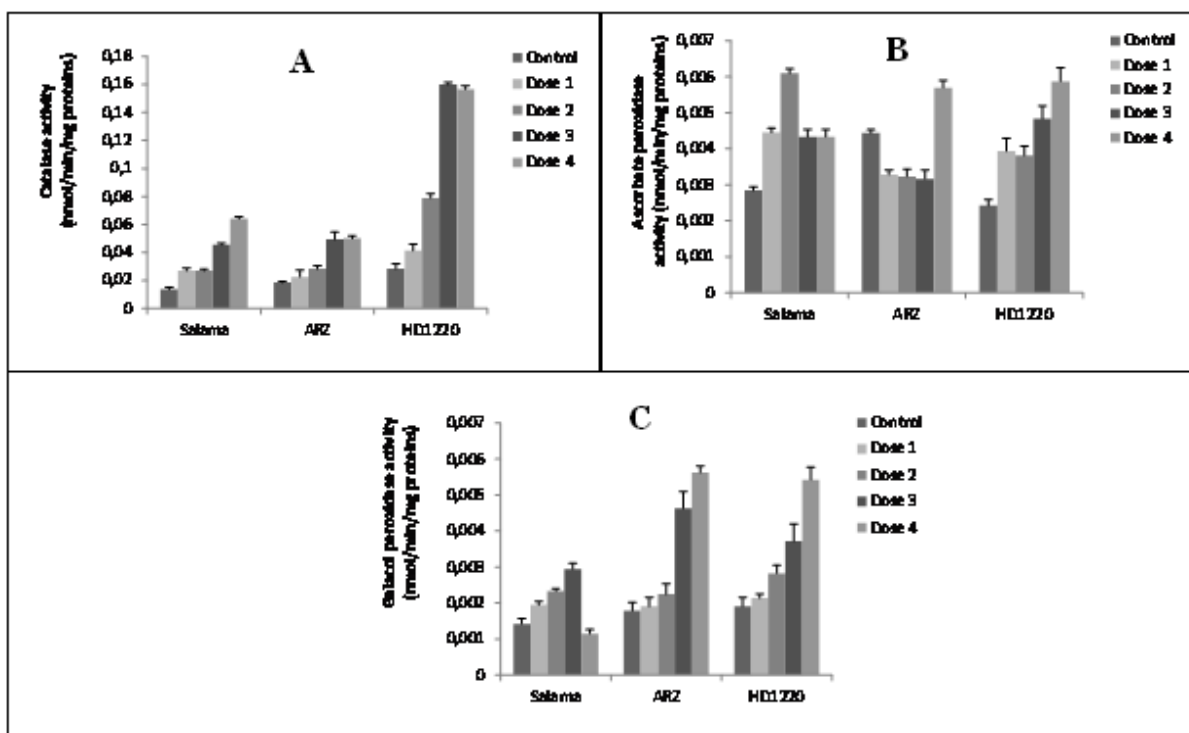 A
Catalase activity
(nmol/min/mg proteins)
0,18
0,16
0,14
0,12
0,1
0,08
0,06
0,04
0,02
0
Salama
ARZ
HD1220
Control
Dose 1
Dose 2
Dose 3
Dose 4
B
Ascorbate peroxidase
activity (nmol/min/mg proteins)
0,007
0,006
0,005
0,004
0,003
0,002
0,001
0
Salama
ARZ
HD1220
Control
Dose 1
Dose 2
Dose 3
Dose 4
C
Gaïacol peroxidase activity
(nmol/min/mg proteins)
0,007
0,006
0,005
0,004
0,003
0,002
0,001
0
Salama
ARZ
HD1220
Control
Dose 1
Dose 2
Dose 3
Dose 4